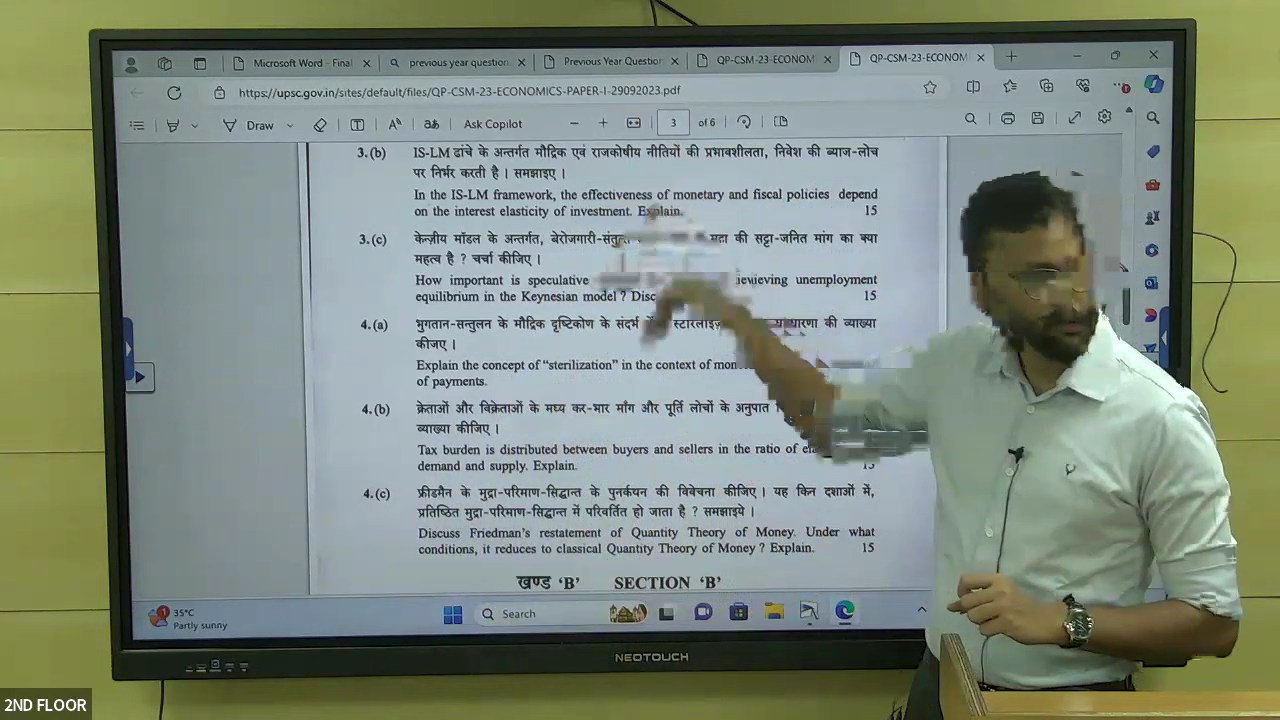 Microsoft Word - Final
previous year question
Previous Year Question
QP-CSM-23-ECONOM
QP-CSM-23-ECONOM
https://upsc.gov.in/sites/default/files/QP-CSM-23-ECONOMICS-PAPER-I-29092023.pdf
Draw
Ask Copilot
3 of 6
3.(b) IS-LM ढांचे के अन्तर्गत मौद्रिक एवं राजकोषीय नीतियों की प्रभावशीलता, निवेश की ब्याज-लोच
पर निर्भर करती है । समझाइए ।
In the IS-LM framework, the effectiveness of monetary and fiscal policies depend
on the interest elasticity of investment. Explain. 15
3.(c) केन्ज़ीय मॉडल के अन्तर्गत, की सट्टा-जनित मांग का क्या
महत्व है ? चर्चा कीजिए ।
How important is speculative unemployment
equilibrium in the Keynesian model ? 15
4.(a) भुगतान-सन्तुलन के मौद्रिक दृष्टिकोण के संदर्भ की व्याख्या
कीजए ।
Explain the concept of “sterilization” in the context of
of payments.
4.(b) क्रेताओं और विक्रेताओं के मध्य कर-भार माँग और पूर्ति लोचों के अनुपात
व्याख्या कीजिए ।
Tax burden is distributed between buyers and sellers in the ratio of
demand and supply. Explain. 15
4.(c) फ्रीडमैन के मुद्रा-परिमाण-सिद्धान्त के पुनर्कथन की विवेचना कीजिए । यह किन दशाओं में,
प्रतिष्ठित मुद्रा-परिमाण-सिद्धान्त में परिवर्तित हो जाता है ? समझाइये ।
Discuss Friedman's restatement of Quantity Theory of Money. Under what
conditions, it reduces to classical Quantity Theory of Money ? Explain. 15
खण्ड ‘B’ SECTION ‘B’
35°C
Partly sunny
Search
NEOTOUCH
2ND FLOOR